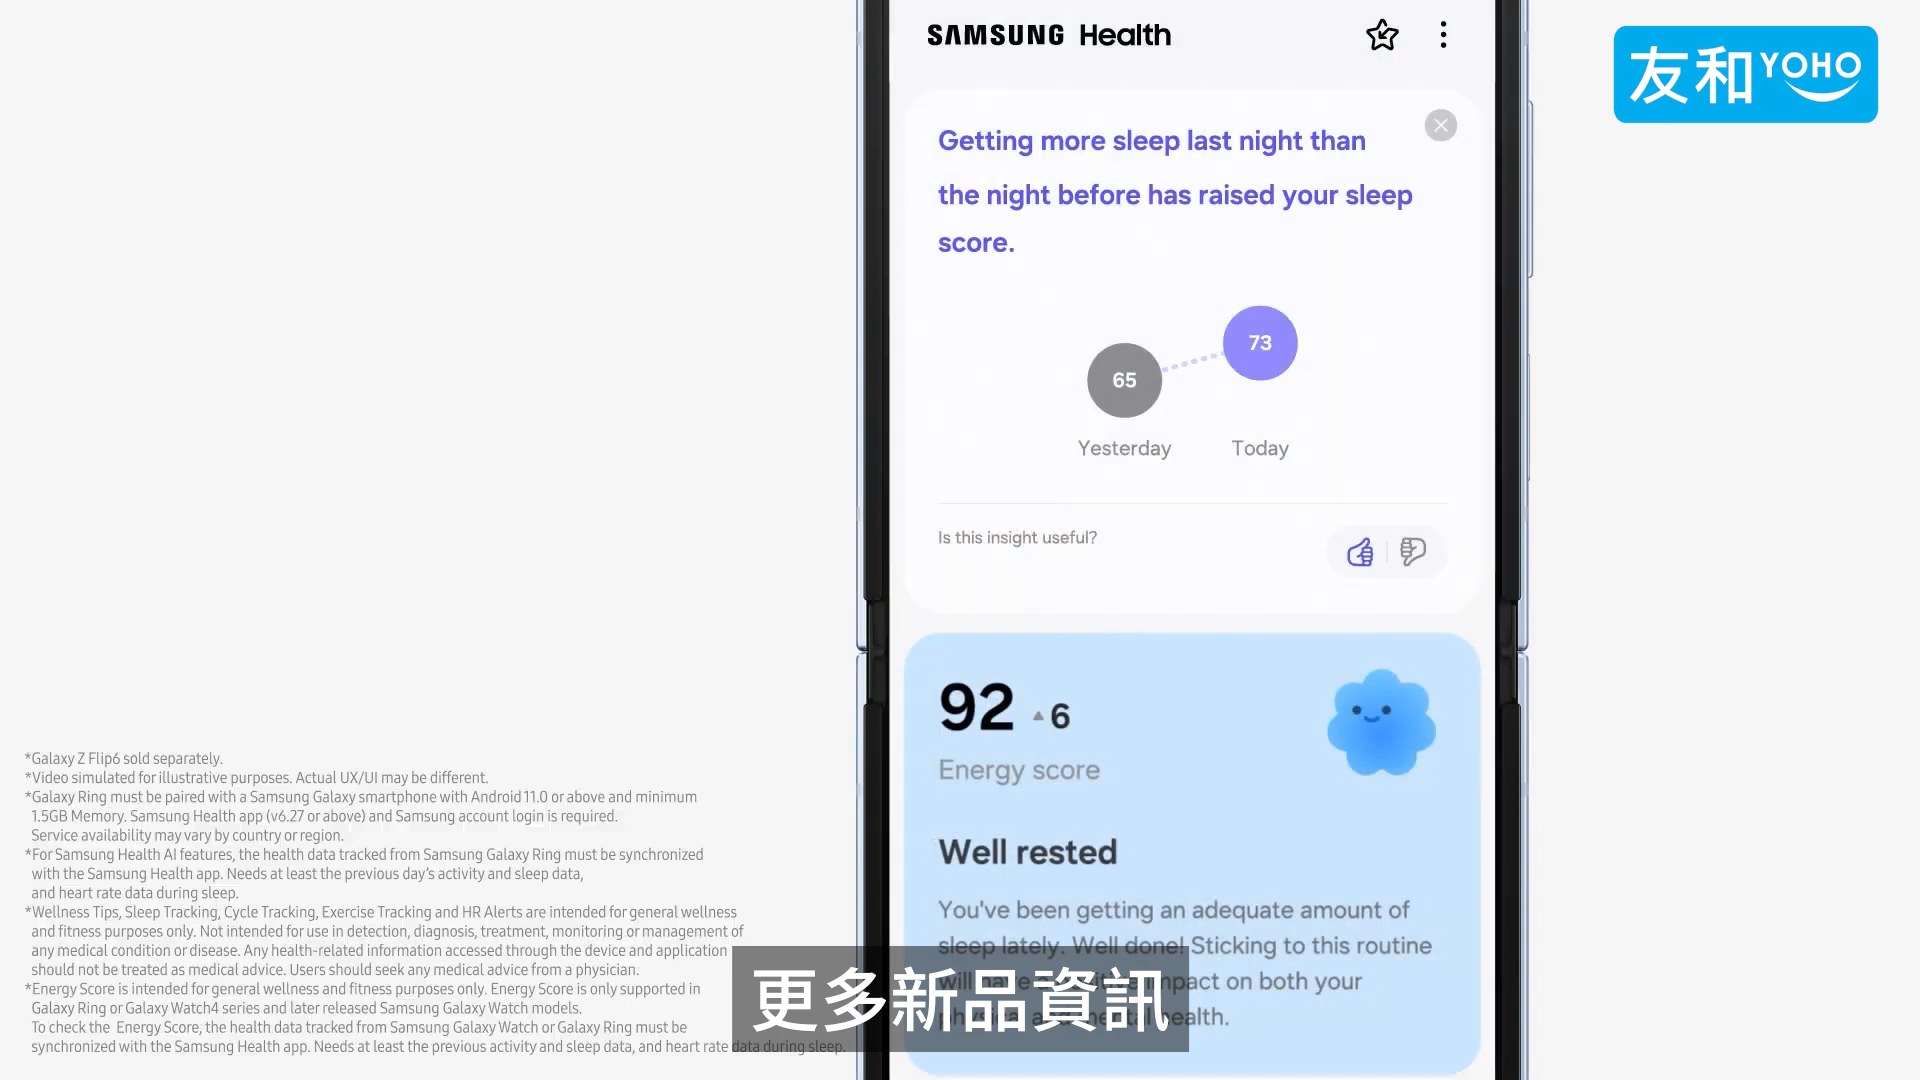 SAMSUNG Health
友和YOHO
Getting more sleep last night than
the night before has raised your sleep
score.
73
65
Yesterday
Today
Is this insight useful?
92 ▲6
Energy score
Well rested
You've been getting an adequate amount of
sleep lately. Well done! Sticking to this routine
impact on both your
health.
*Galaxy Z Flip6 sold separately.
*Video simulated for illustrative purposes. Actual UX/UI may be different.
*Galaxy Ring must be paired with a Samsung Galaxy smartphone with Android 11.0 or above and minimum
1.5GB Memory. Samsung Health app (v6.27 or above) and Samsung account login is required.
Service availability may vary by country or region.
*For Samsung Health AI features, the health data tracked from Samsung Galaxy Ring must be synchronized
with the Samsung Health app. Needs at least the previous day's activity and sleep data,
and heart rate data during sleep.
*Wellness Tips, Sleep Tracking, Cycle Tracking, Exercise Tracking and HR Alerts are intended for general wellness
and fitness purposes only. Not intended for use in detection, diagnosis, treatment, monitoring or management of
any medical condition or disease. Any health-related information accessed through the device and application
should not be treated as medical advice. Users should seek any medical advice from a physician.
*Energy Score is intended for general wellness and fitness purposes only. Energy Score is only supported in
Galaxy Ring or Galaxy Watch4 series and later released Samsung Galaxy Watch models.
To check the Energy Score, the health data tracked from Samsung Galaxy Watch or Galaxy Ring must be
synchronized with the Samsung Health app. Needs at least the previous activity and sleep data, and heart rate data during sleep.
更多新品資訊